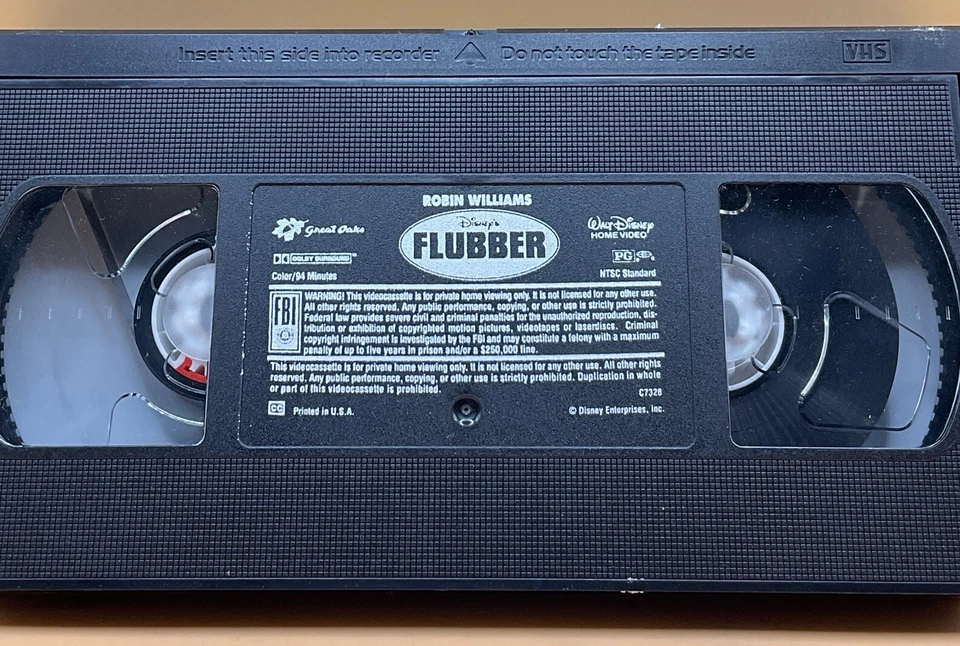 Insert this side into recorder Do not touch the tape inside VHS
ROBIN WILLIAMS
Great Oaks
Disney's
FLUBBER
WALT DISNEY
HOME VIDEO
DOLBY SURROUND
PG
Color/94 Minutes
NTSC Standard
FBI
WARNING! This videocassette is for private home viewing only. It is not licensed for any other use.
All other rights reserved. Any public performance, copying, or other use is strictly prohibited.
Federal law provides severe civil and criminal penalties for the unauthorized reproduction, dis-
tribution or exhibition of copyrighted motion pictures, videotapes or laserdiscs. Criminal
copyright infringement is investigated by the FBI and may constitute a felony with a maximum
penalty of up to five years in prison and/or a $250,000 fine.
This videocassette is for private home viewing only. It is not licensed for any other use. All other rights
reserved. Any public performance, copying, or other use is strictly prohibited. Duplication in whole
or part of this videocassette is prohibited.
C7328
CC Printed in U.S.A.
© Disney Enterprises, Inc.